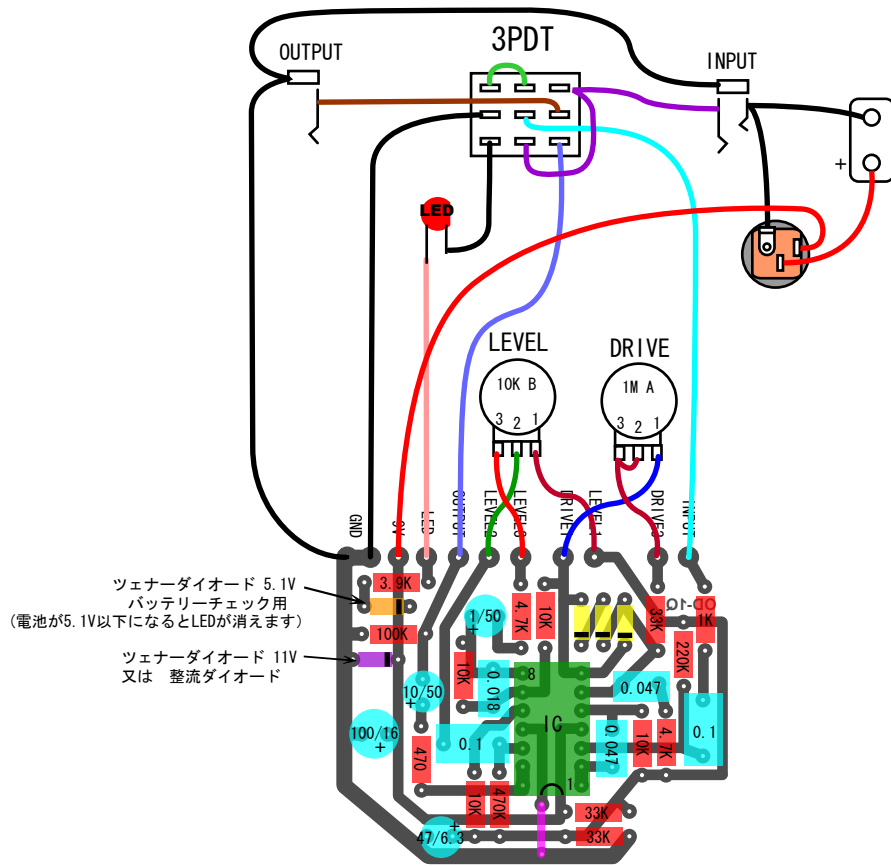 3PDT
OUTPUT
INPUT
+
LED
LEVEL
DRIVE
10K B
1M A
3 2 1
3 2 1
GND
9V
LED
OUTPUT
LEVEL2
LEVEL3
DRIVE1
LEVEL1
DRIVE3
INPUT
ツェナーダイオード 5.1V
バッテリーチェック用
(電池が5.1V以下になるとLEDが消えます)
ツェナーダイオード 11V
又は 整流ダイオード
3.9K
100K
1/50
+
4.7K
10K
33K
OD-1Q
1K
220K
10K
0.018
8
0.047
10/50
+
100/16
+
0.1
IC
470
0.047
10K
4.7K
0.1
10K
470K
1
33K
33K
47/6.3
+